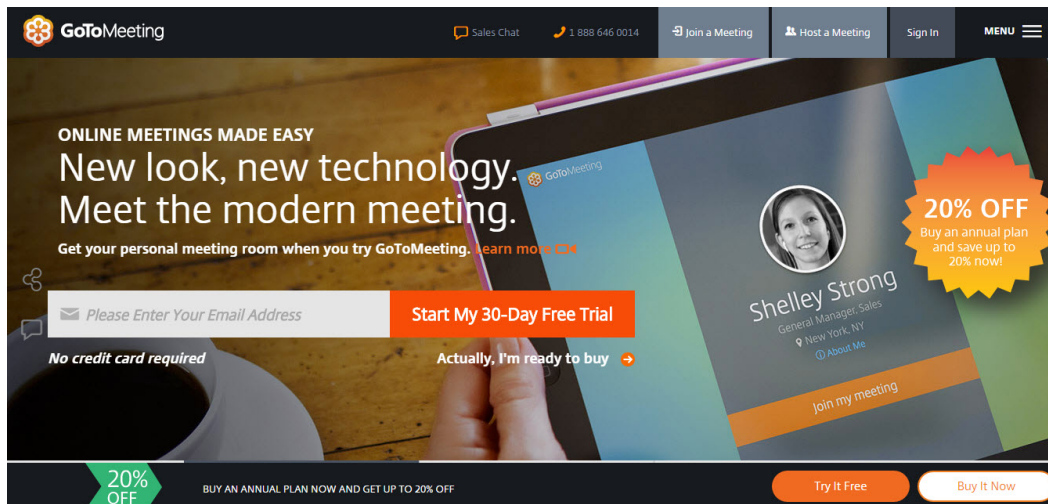 GoToMeeting
Sales Chat
1 888 646 0014
Join a Meeting
Host a Meeting
Sign In
MENU
ONLINE MEETINGS MADE EASY
New look, new technology.
Meet the modern meeting.
Get your personal meeting room when you try GoToMeeting. Learn more
Please Enter Your Email Address
Start My 30-Day Free Trial
No credit card required
Actually, I'm ready to buy
GoToMeeting
Shelley Strong
General Manager, Sales
New York, NY
About Me
Join my meeting
20% OFF
Buy an annual plan
and save up to
20% now!
20%
OFF
BUY AN ANNUAL PLAN NOW AND GET UP TO 20% OFF
Try It Free
Buy It Now